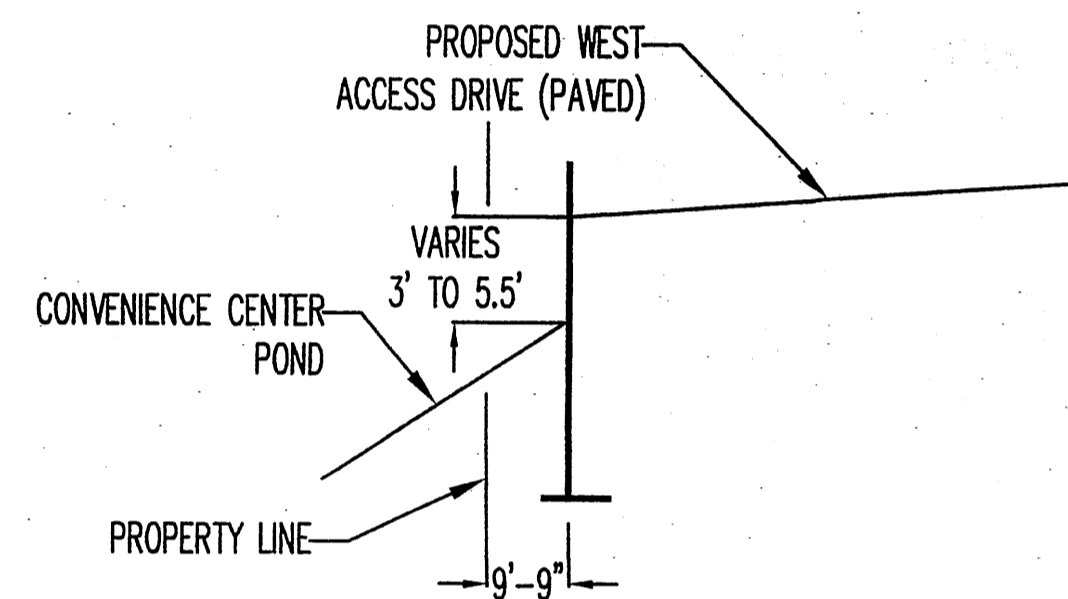 PROPOSED WEST
ACCESS DRIVE (PAVED)
VARIES
3' TO 5.5'
CONVENIENCE CENTER
POND
PROPERTY LINE
9'-9"